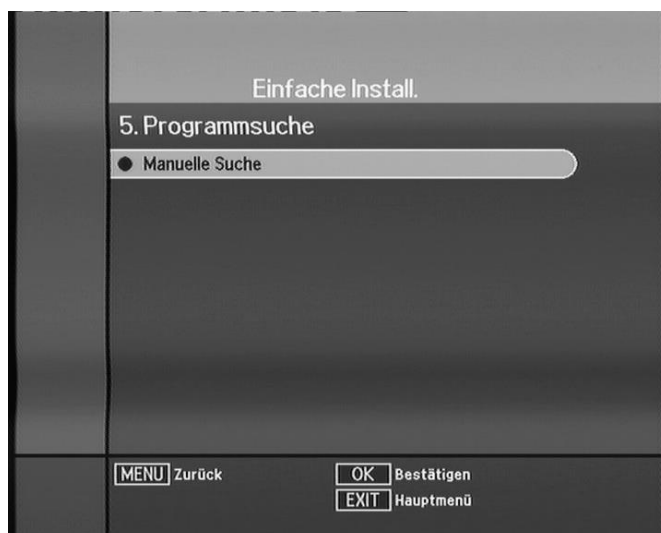 Einfache Install.
5. Programmsuche
Manuelle Suche
MENU Zurück
OK Bestätigen
EXIT Hauptmenü